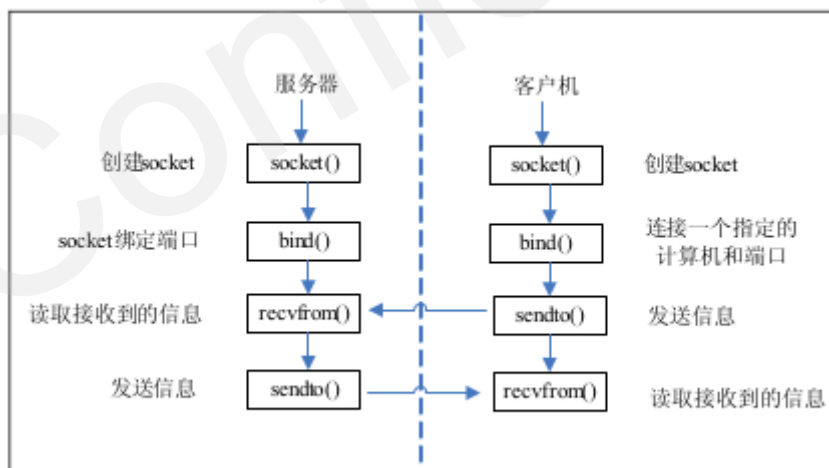 服务器 客户机
创建socket socket() socket() 创建socket
socket绑定端口 bind() bind() 连接一个指定的
计算机和端口
读取接收到的信息 recvfrom() sendto() 发送信息
发送信息 sendto() recvfrom() 读取接收到的信息